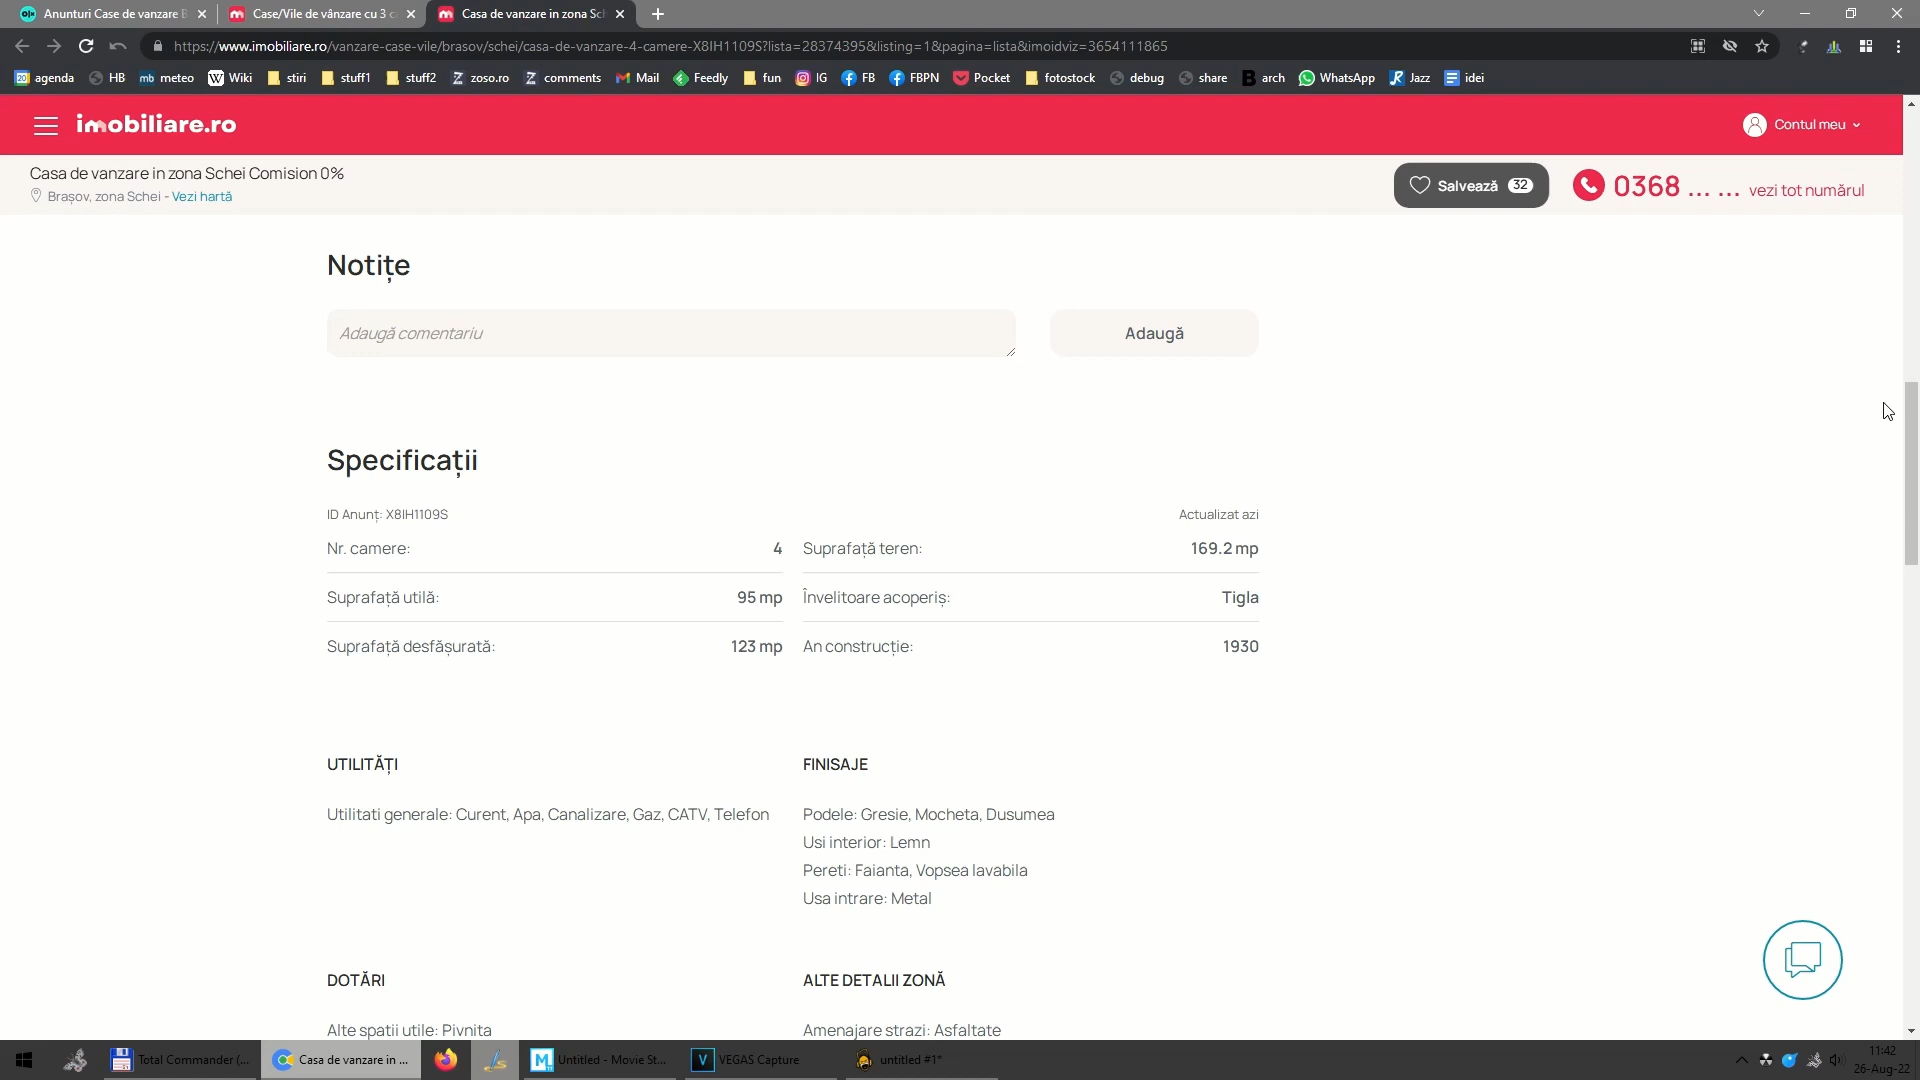 Anunturi Case de vanzare B
Case/Vile de vânzare cu 3 c
Casa de vanzare in zona Sch
https://www.imobiliare.ro/vanzare-case-vile/brasov/schei/casa-de-vanzare-4-camere-X8IH1109S?lista=28374395&listing=1&pagina=lista&imoidviz=3654111865
agenda HB mb meteo W Wiki stiri stuff1 stuff2 Z zoso.ro Z comments Mail Feedly fun IG FB FBPN Pocket fotostock debug share B arch WhatsApp Jazz idei
imobiliare.ro
Contul meu
Casa de vanzare in zona Schei Comision 0%
Brașov, zona Schei - Vezi hartă
Salvează 32
0368 ... ... vezi tot numărul
Notițe
Adaugă comentariu
Adaugă
Specificații
ID Anunț: X8IH1109S
Actualizat azi
Nr. camere: 4
Suprafață teren: 169.2 mp
Suprafață utilă: 95 mp
Învelitoare acoperiș: Tigla
Suprafață desfășurată: 123 mp
An construcție: 1930
UTILITĂȚI
Utilitati generale: Curent, Apa, Canalizare, Gaz, CATV, Telefon
FINISAJE
Podele: Gresie, Mocheta, Dusumea
Usi interior: Lemn
Pereti: Faianta, Vopsea lavabila
Usa intrare: Metal
DOTĂRI
Alte spatii utile: Pivnita
ALTE DETALII ZONĂ
Amenajare strazi: Asfaltate
Total Commander (...
Casa de vanzare in ...
Untitled - Movie St...
V VEGAS Capture
untitled #1*
11:42
26-Aug-22